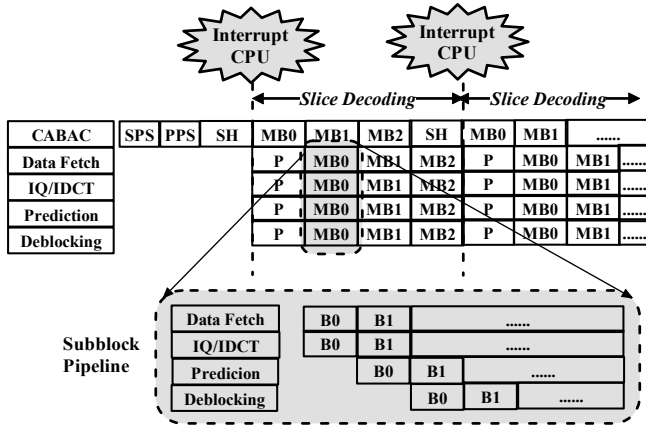 Interrupt CPU Interrupt CPU
Slice Decoding Slice Decoding
CABAC SPS PPS SH MB0 MB1 MB2 SH MB0 MB1 ......
Data Fetch P MB0 MB1 MB2 P MB0 MB1 ......
IQ/IDCT P MB0 MB1 MB2 P MB0 MB1 ......
Prediction P MB0 MB1 MB2 P MB0 MB1 ......
Deblocking P MB0 MB1 MB2 P MB0 MB1 ......
Subblock Pipeline
Data Fetch B0 B1 ......
IQ/IDCT B0 B1 ......
Predicion B0 B1 ......
Deblocking B0 B1 ......